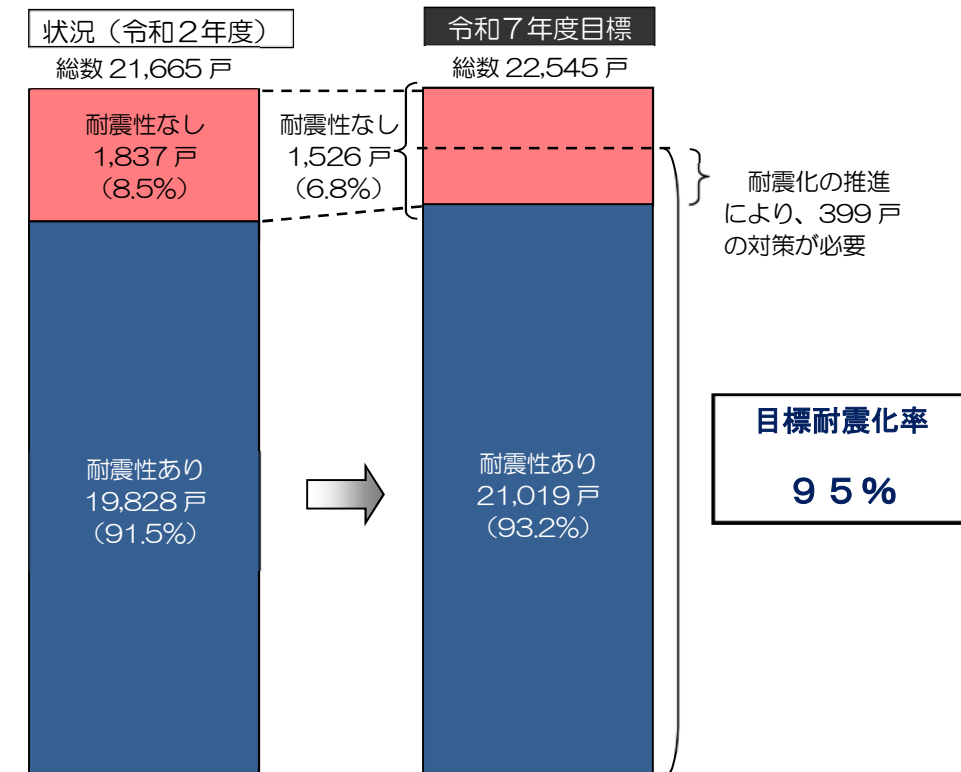 状況（令和２年度）
総数 21,665 戸
耐震性なし
1,837 戸
(8.5%)
耐震性あり
19,828 戸
(91.5%)
耐震性なし
1,526 戸
(6.8%)
令和７年度目標
総数 22,545 戸
耐震性あり
21,019 戸
(93.2%)
耐震化の推進
により、399 戸
の対策が必要
目標耐震化率
９５％